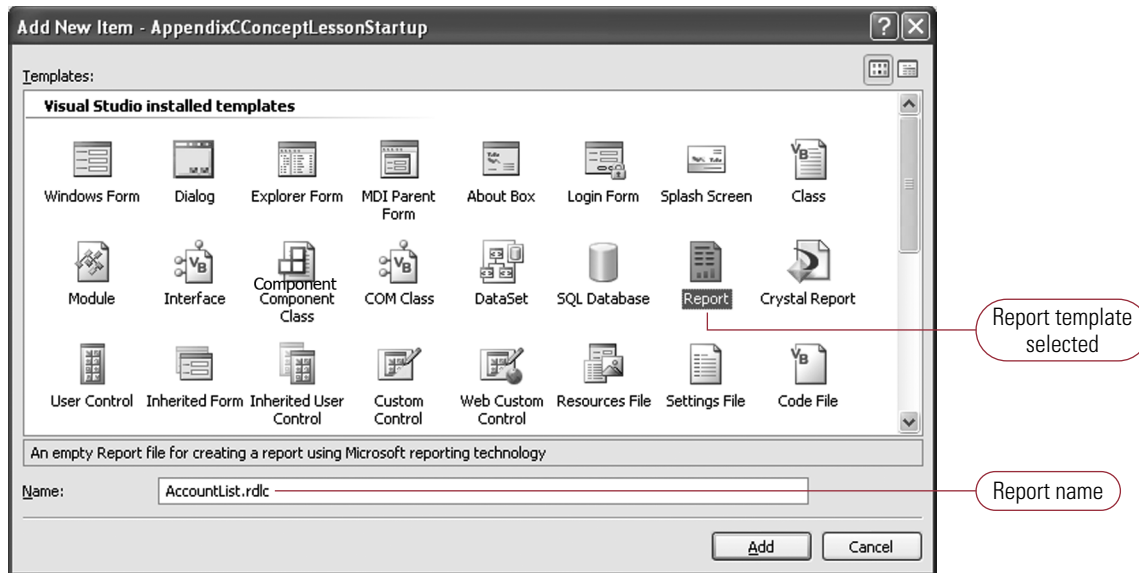 Add New Item - AppendixCConceptLessonStartup
Templates:
Visual Studio installed templates
Windows Form
Dialog
Explorer Form
MDI Parent
Form
About Box
Login Form
Splash Screen
Class
Module
Interface
Component
Component
Class
COM Class
DataSet
SQL Database
Report
Crystal Report
User Control
Inherited Form
Inherited User
Control
Custom
Control
Web Custom
Control
Resources File
Settings File
Code File
An empty Report file for creating a report using Microsoft reporting technology
Name:
AccountList.rdlc
Add
Cancel
Report template
selected
Report name